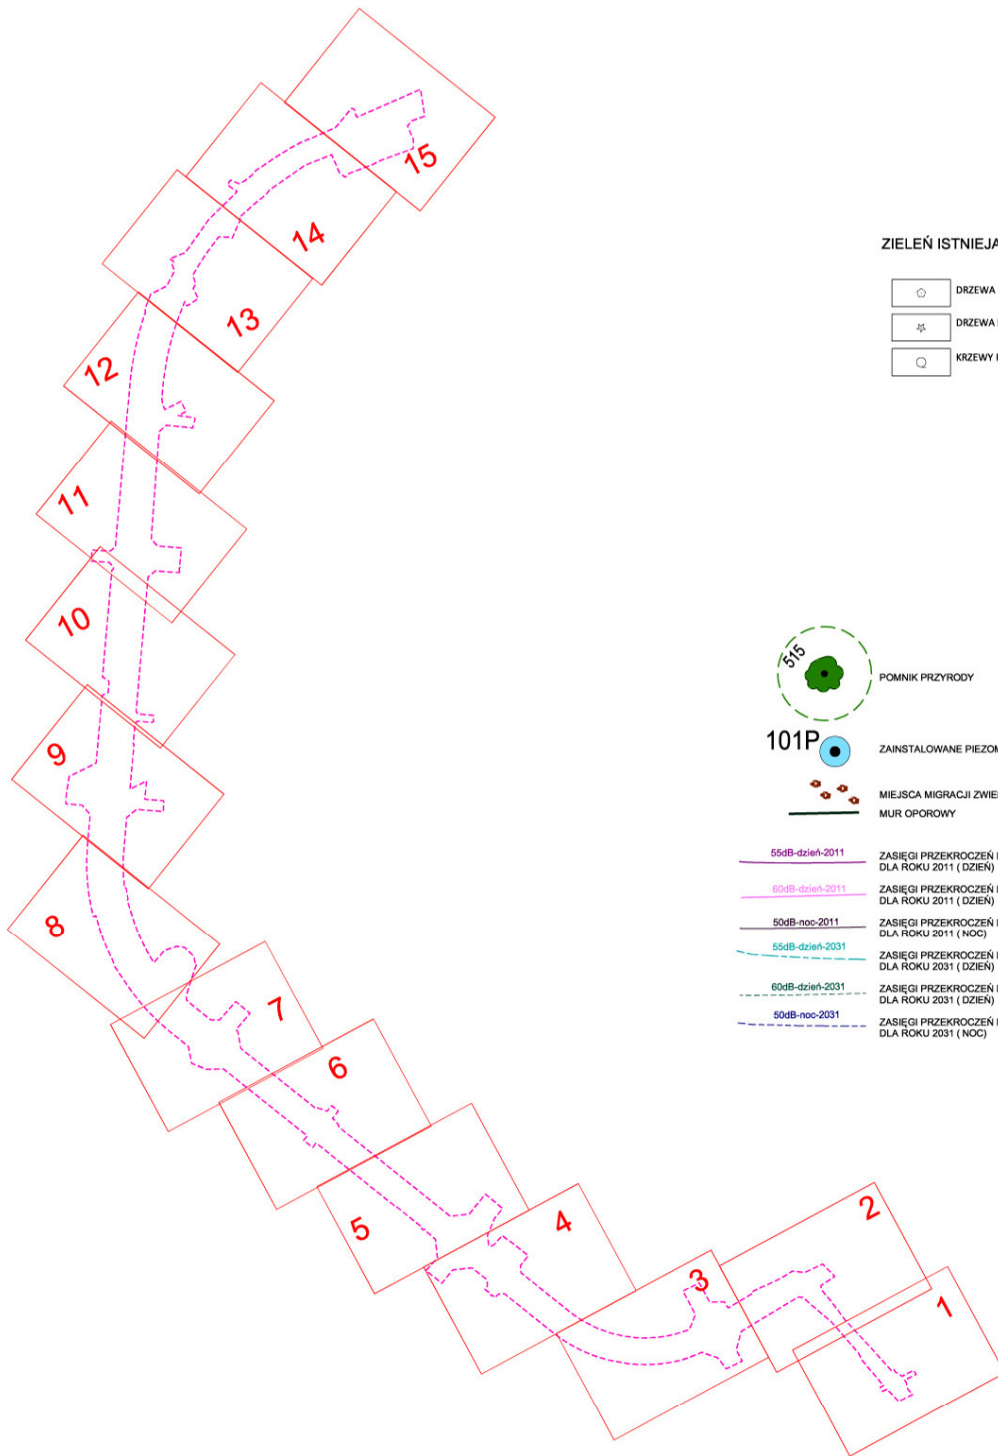 15
14
13
12
11
10
9
8
7
6
5
4
3
2
1
ZIELEŃ ISTNIEJĄ
DRZEWA
DRZEWA
KRZEWY
515
POMNIK PRZYRODY
101P
ZAINSTALOWANE PIEZOM
MIEJSCA MIGRACJI ZWIE
MUR OPOROWY
55dB-dzień-2011
ZASIĘGI PRZEKROCZEŃ
DLA ROKU 2011 ( DZIEŃ)
60dB-dzień-2011
ZASIĘGI PRZEKROCZEŃ
DLA ROKU 2011 ( DZIEŃ)
50dB-noc-2011
ZASIĘGI PRZEKROCZEŃ
DLA ROKU 2011 ( NOC)
55dB-dzień-2031
ZASIĘGI PRZEKROCZEŃ
DLA ROKU 2031 ( DZIEŃ)
60dB-dzień-2031
ZASIĘGI PRZEKROCZEŃ
DLA ROKU 2031 ( DZIEŃ)
50dB-noc-2031
ZASIĘGI PRZEKROCZEŃ
DLA ROKU 2031 ( NOC)